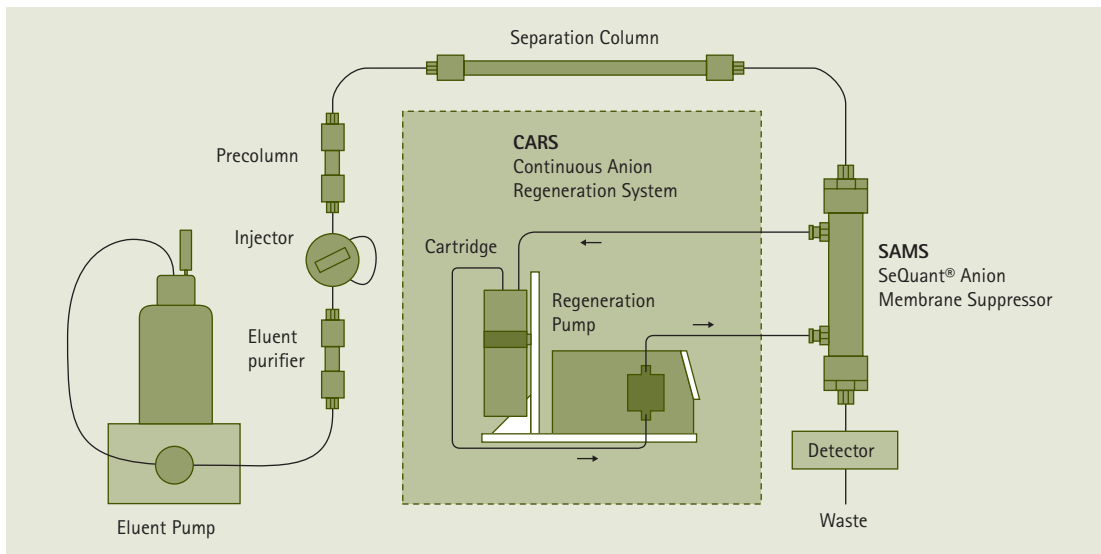 Separation Column
CARS
Continuous Anion
Regeneration System
Precolumn
Injector
Cartridge
SAMS
SeQuant® Anion
Membrane Suppressor
Regeneration
Pump
Eluent
purifier
Detector
Eluent Pump
Waste